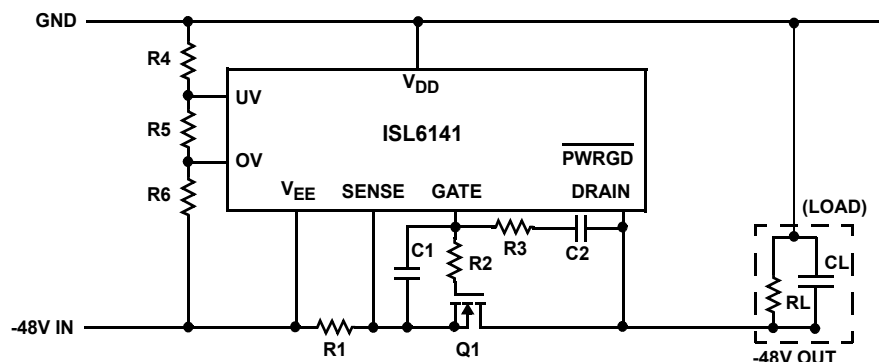 GND
R4
V_DD
UV
R5
ISL6141
OV
PWRGD
R6
V_EE SENSE GATE DRAIN
(LOAD)
C1
R2
R3
C2
CL
RL
-48V IN
R1
Q1
-48V OUT